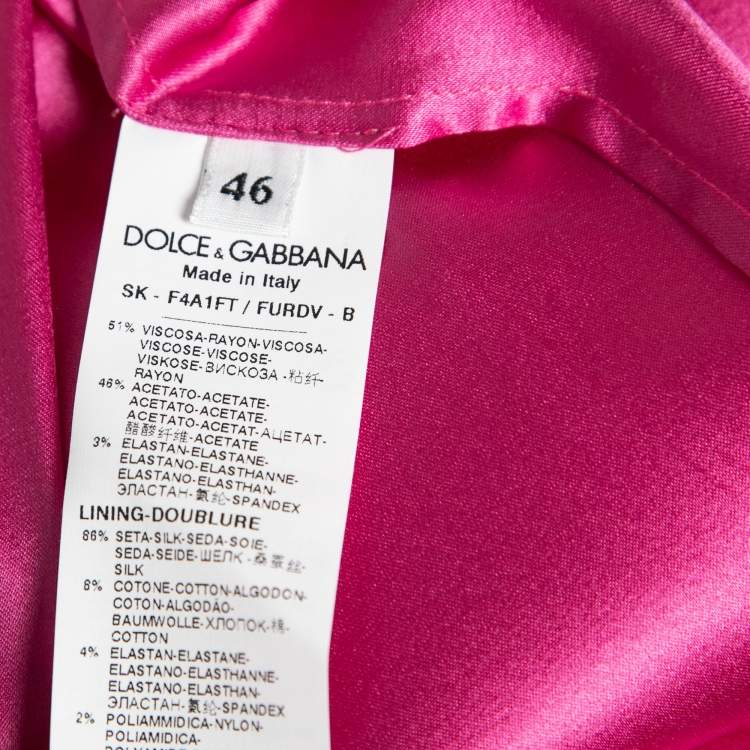 46
DOLCE & GABBANA
Made in Italy
SK - F4A1FT / FURDV - B
51% VISCOSA-RAYON-VISCOSA-
VISCOSE-VISCOSE-
VISKOSE-ВИСКОЗА -粘纤-
RAYON
46% ACETATO-ACETATE-
ACETATO-ACETATE-
ACETATO-ACETAT-АЦЕТАТ-
醋酸纤维-ACETATE
3% ELASTAN-ELASTANE-
ELASTANO-ELASTHANNE-
ELASTANO-ELASTHAN-
ЭЛАСТАН-氨纶-SPANDEX
LINING-DOUBLURE
86% SETA-SILK-SEDA-SOIE-
SEDA-SEIDE-ШЕЛК -桑蚕丝-
SILK
8% COTONE-COTTON-ALGODON-
COTON-ALGODÃO-
BAUMWOLLE-ХЛОПОК-棉-
COTTON
4% ELASTAN-ELASTANE-
ELASTANO-ELASTHANNE-
ELASTANO-ELASTHAN-
ЭЛАСТАН-氨纶-SPANDEX
2% POLIAMMIDICA-NYLON-
POLIAMIDICA-